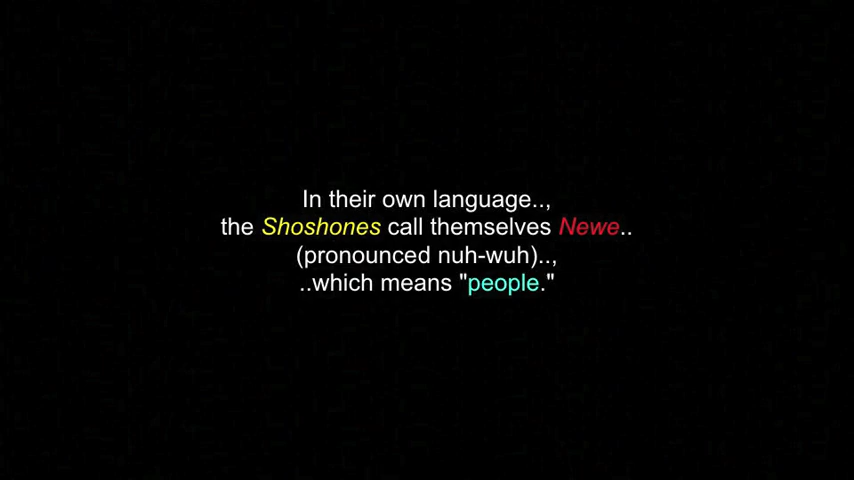 In their own language..,
the Shoshones call themselves Newe..
(pronounced nuh-wuh)..,
..which means "people."